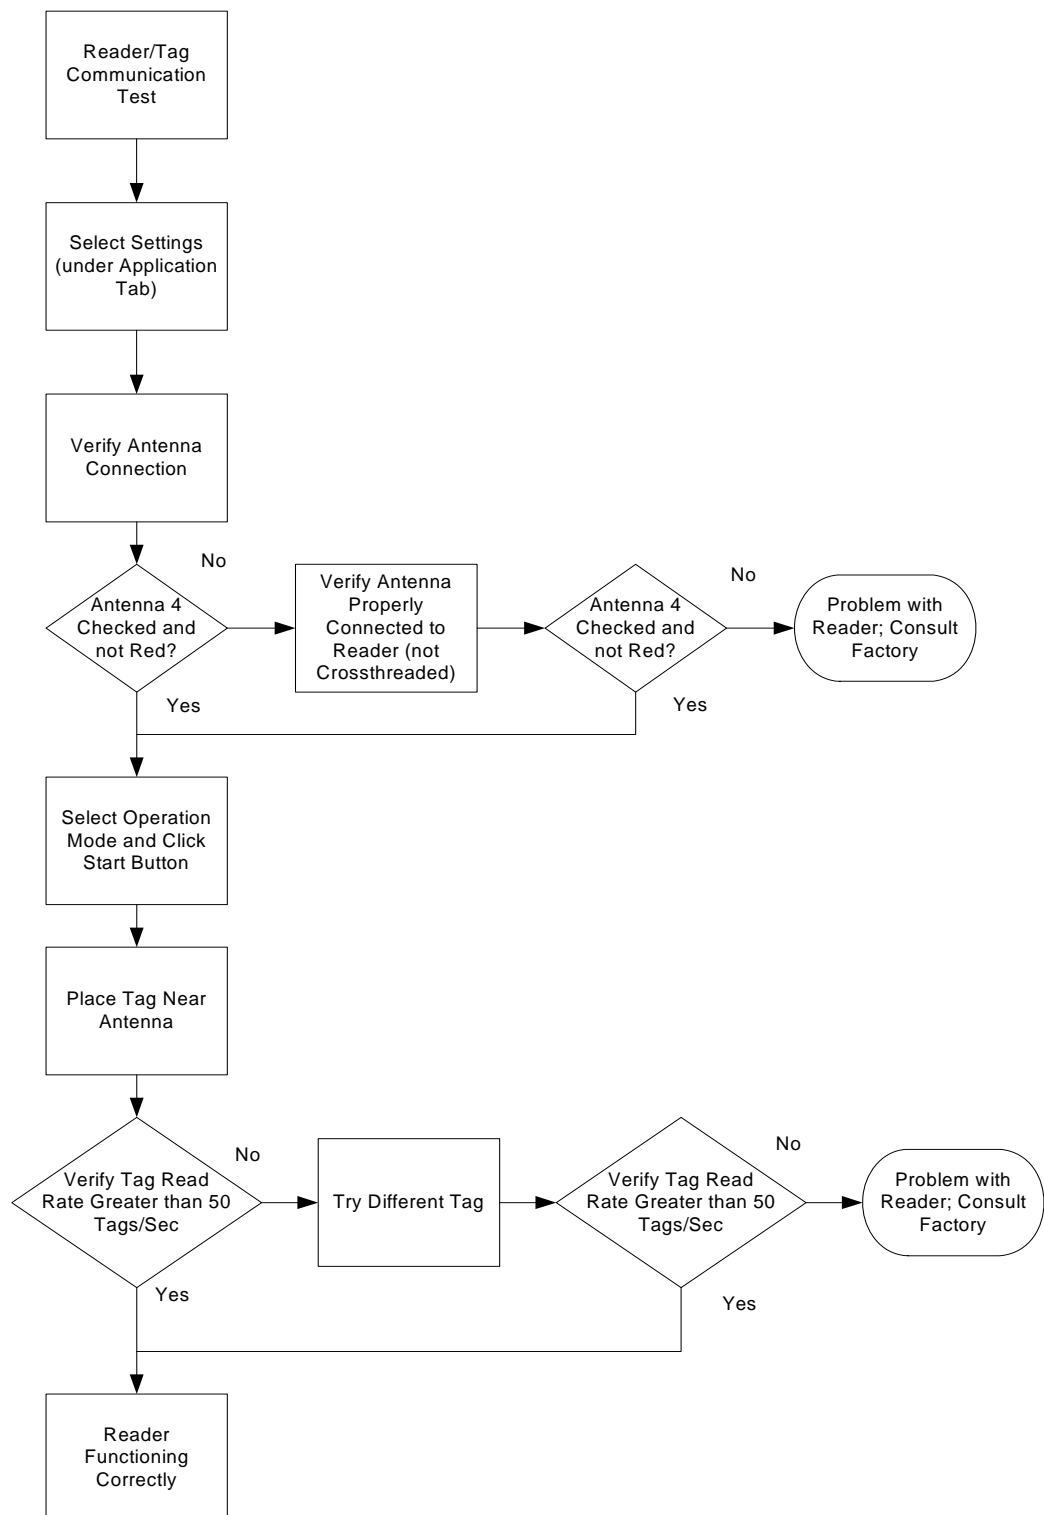 Reader/Tag
Communication
Test
Select Settings
(under Application
Tab)
Verify Antenna
Connection
No
Antenna 4
Checked and
not Red?
Yes
Verify Antenna
Properly
Connected to
Reader (not
Crossthreaded)
Antenna 4
Checked and
not Red?
No
Yes
Problem with
Reader; Consult
Factory
Select Operation
Mode and Click
Start Button
Place Tag Near
Antenna
Verify Tag Read
Rate Greater than 50
Tags/Sec
No
Yes
Try Different Tag
Verify Tag Read
Rate Greater than 50
Tags/Sec
No
Yes
Problem with
Reader; Consult
Factory
Reader
Functioning
Correctly